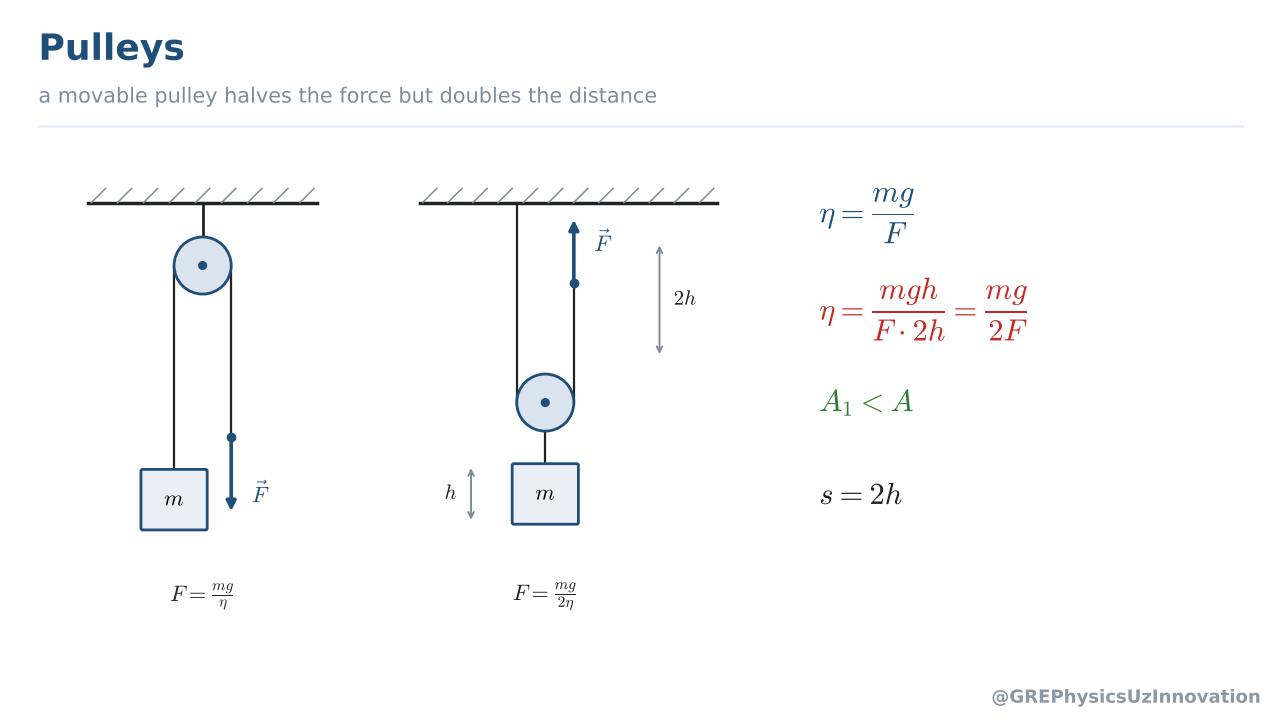 Pulleys
a movable pulley halves the force but doubles the distance
η = mg/F
F⃗
2h
η = mgh/(F · 2h) = mg/2F
A₁ < A
F⃗
m
h
m
s = 2h
F = mg/η
F = mg/2η
@GREPhysicsUzInnovation